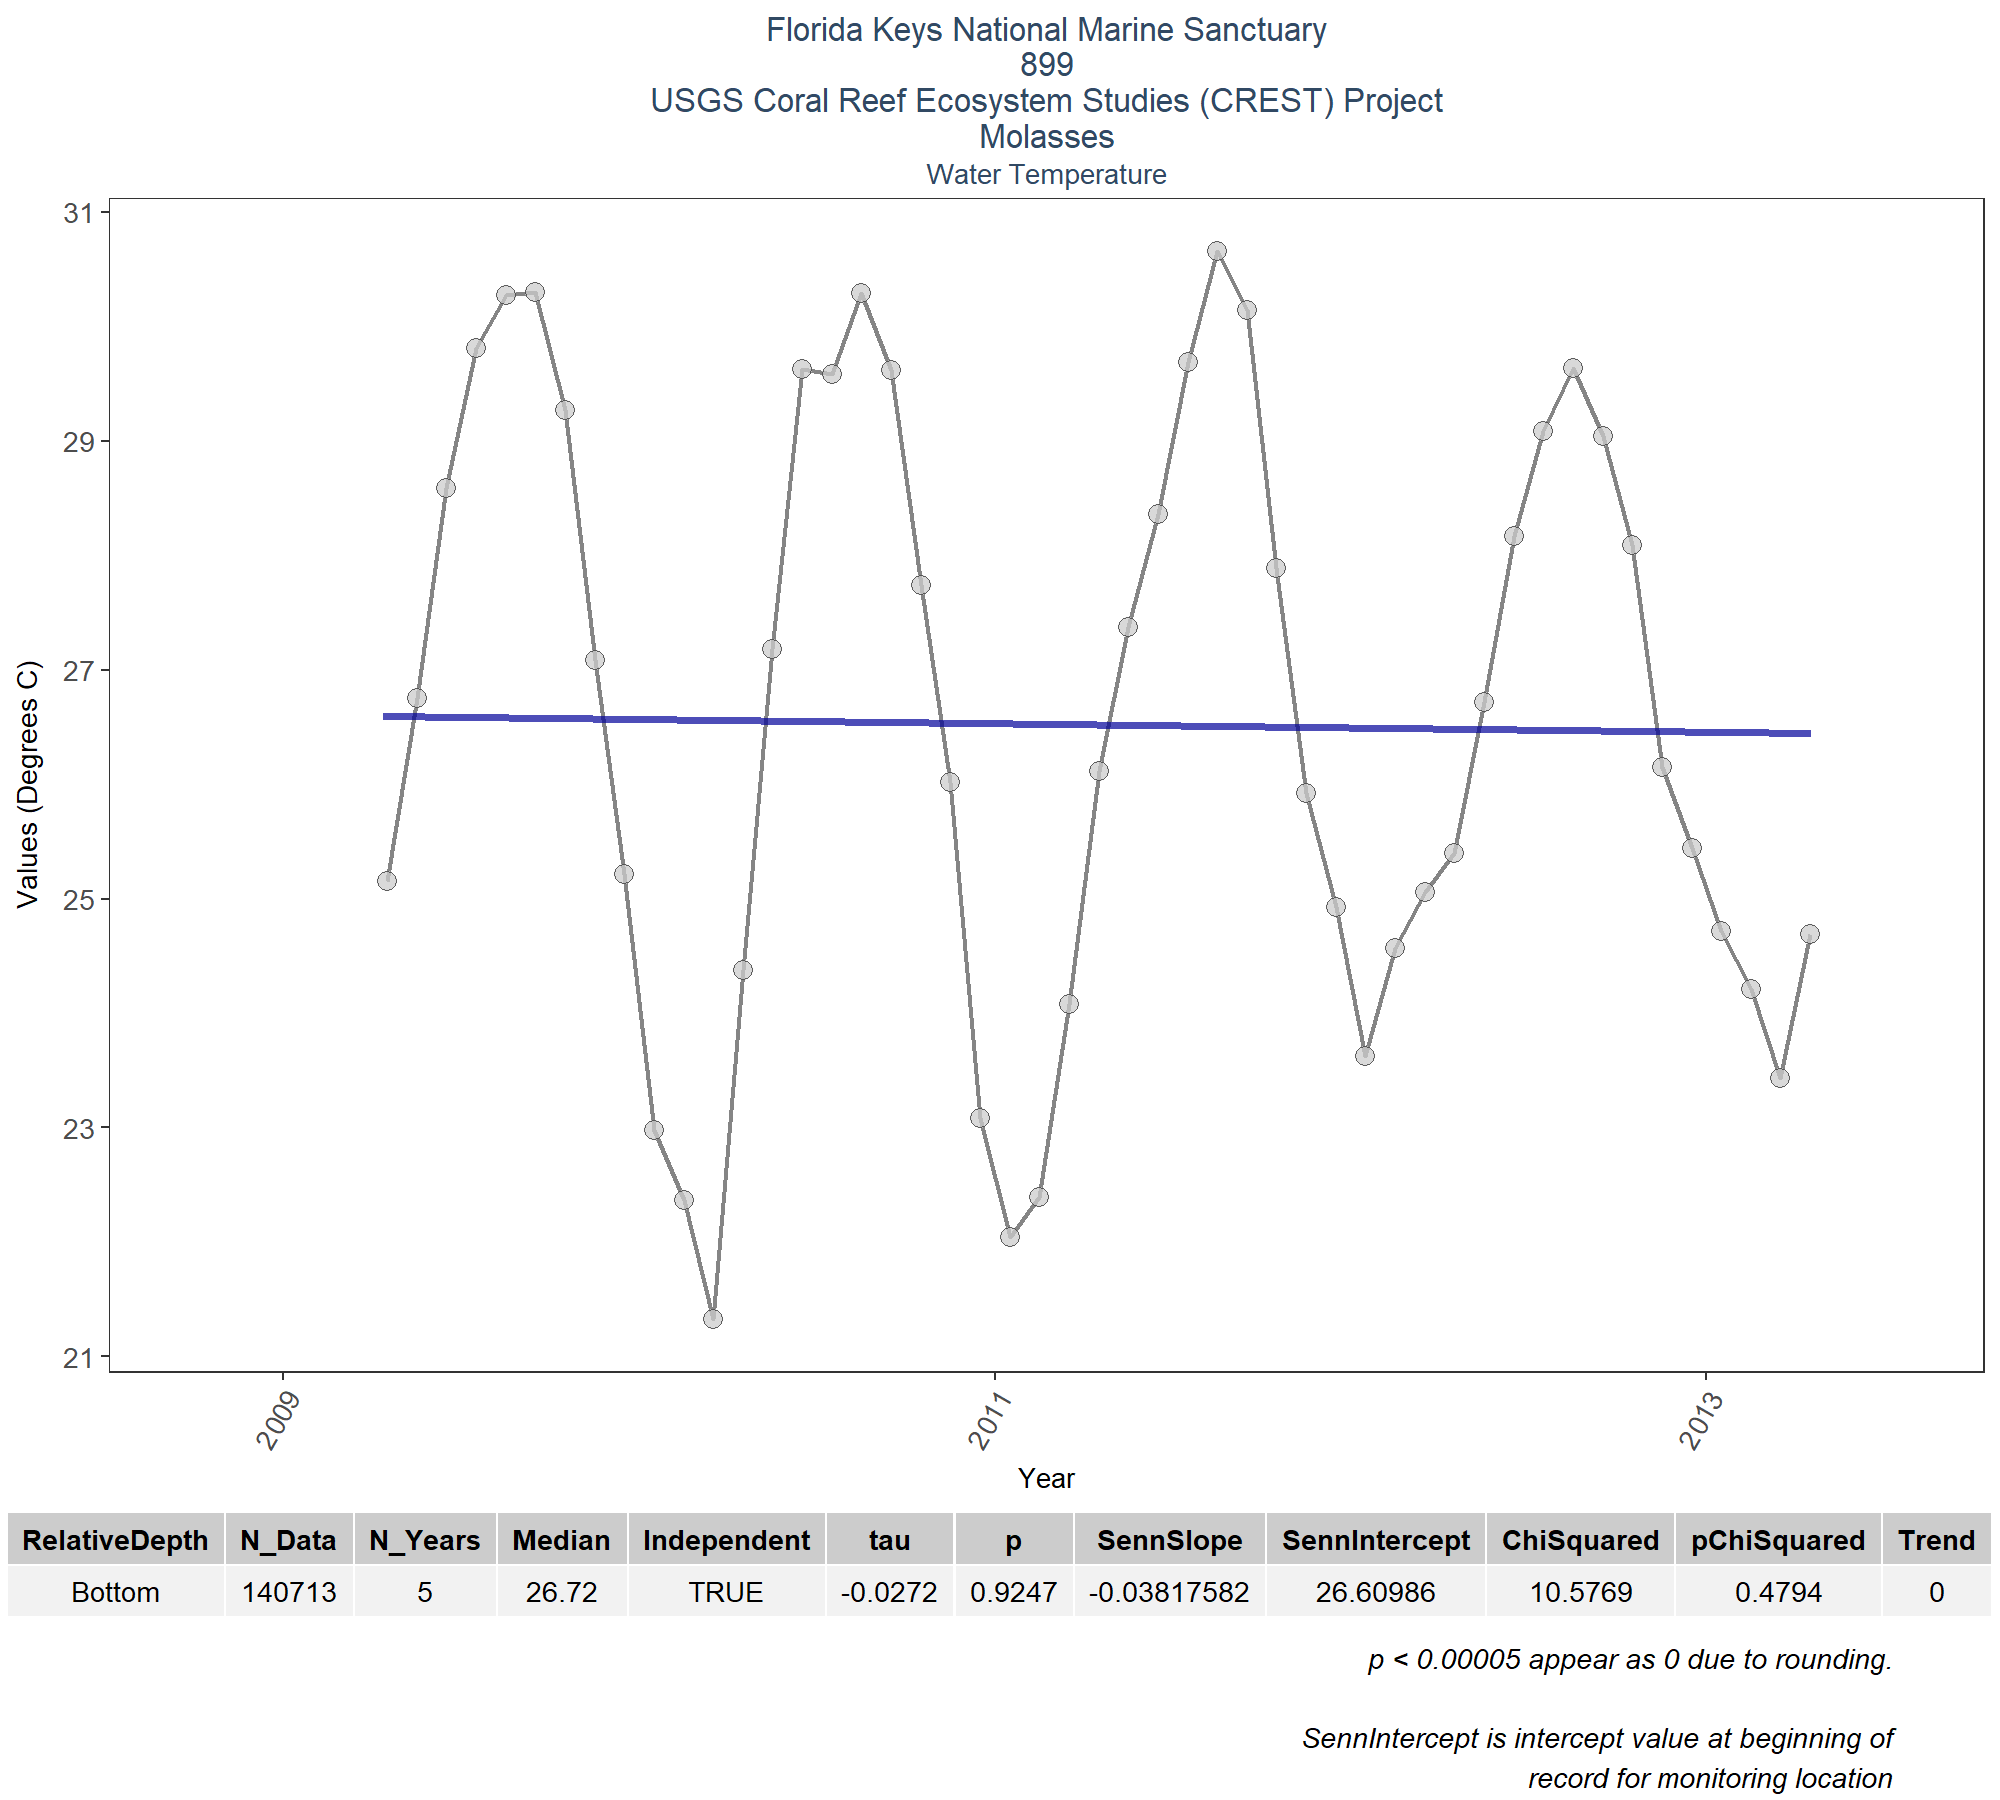 Florida Keys National Marine Sanctuary
899
USGS Coral Reef Ecosystem Studies (CREST) Project
Molasses
Water Temperature
31
29
27
25
23
21
Values (Degrees C)
2009 2011 2013
Year
RelativeDepth N_Data N_Years Median Independent tau p SennSlope SennIntercept ChiSquared pChiSquared Trend
Bottom 140713 5 26.72 TRUE -0.0272 0.9247 -0.03817582 26.60986 10.5769 0.4794 0
p < 0.00005 appear as 0 due to rounding.
SennIntercept is intercept value at beginning of
record for monitoring location